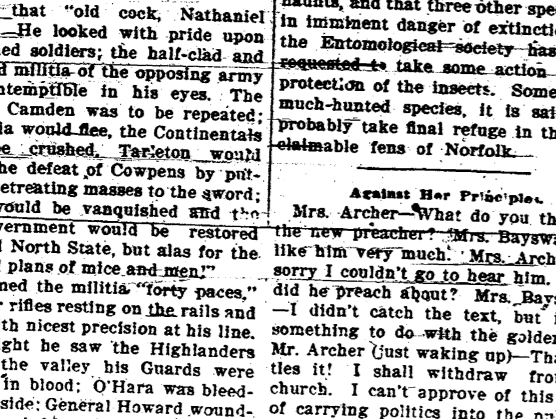 that "old cock, Nathaniel
He looked with pride upon
ed soldiers; the half-clad and
d militia of the opposing army
ntemptible in his eyes. The
Camden was to be repeated;
ia would flee, the Continentals
e crushed, Tarleton would
he defeat of Cowpens by put-
etreating masses to the sword;
would be vanquished and the
vernment would be restored
l North State, but alas for the
plans of mice and men!"
ned the militia "forty paces,"
r rifles resting on the rails and
th nicest precision at his line.
ght he saw the Highlanders
the valley his Guards were
in blood; O'Hara was bleed-
side; General Howard wound-
haunts, and that three other spe
in imminent danger of extincti
the Entomological society has
requested to take some action
protection of the insects. Some
much-hunted species, it is sai
probably take final refuge in th
claimable fens of Norfolk.
Against Her Principles.
Mrs. Archer—What do you th
the new preacher? Mrs. Baysw
like him very much. Mrs. Arch
sorry I couldn't go to hear him.
did he preach about? Mrs. Bays
—I didn't catch the text, but i
something to do with the golden
Mr. Archer (just waking up)—Tha
tles it! I shall withdraw fro
church. I can't approve of this
of carrying politics into the p